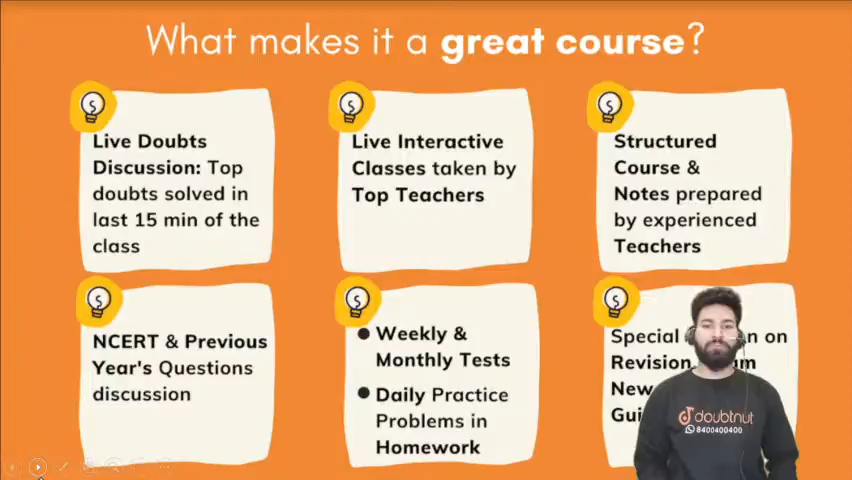 What makes it a great course?
Live Doubts
Discussion: Top
doubts solved in
last 15 min of the
class
Live Interactive
Classes taken by
Top Teachers
Structured
Course &
Notes prepared
by experienced
Teachers
NCERT & Previous
Year's Questions
discussion
Weekly &
Monthly Tests
Daily Practice
Problems in
Homework
Special on
Revision
doubtnut
8400400400